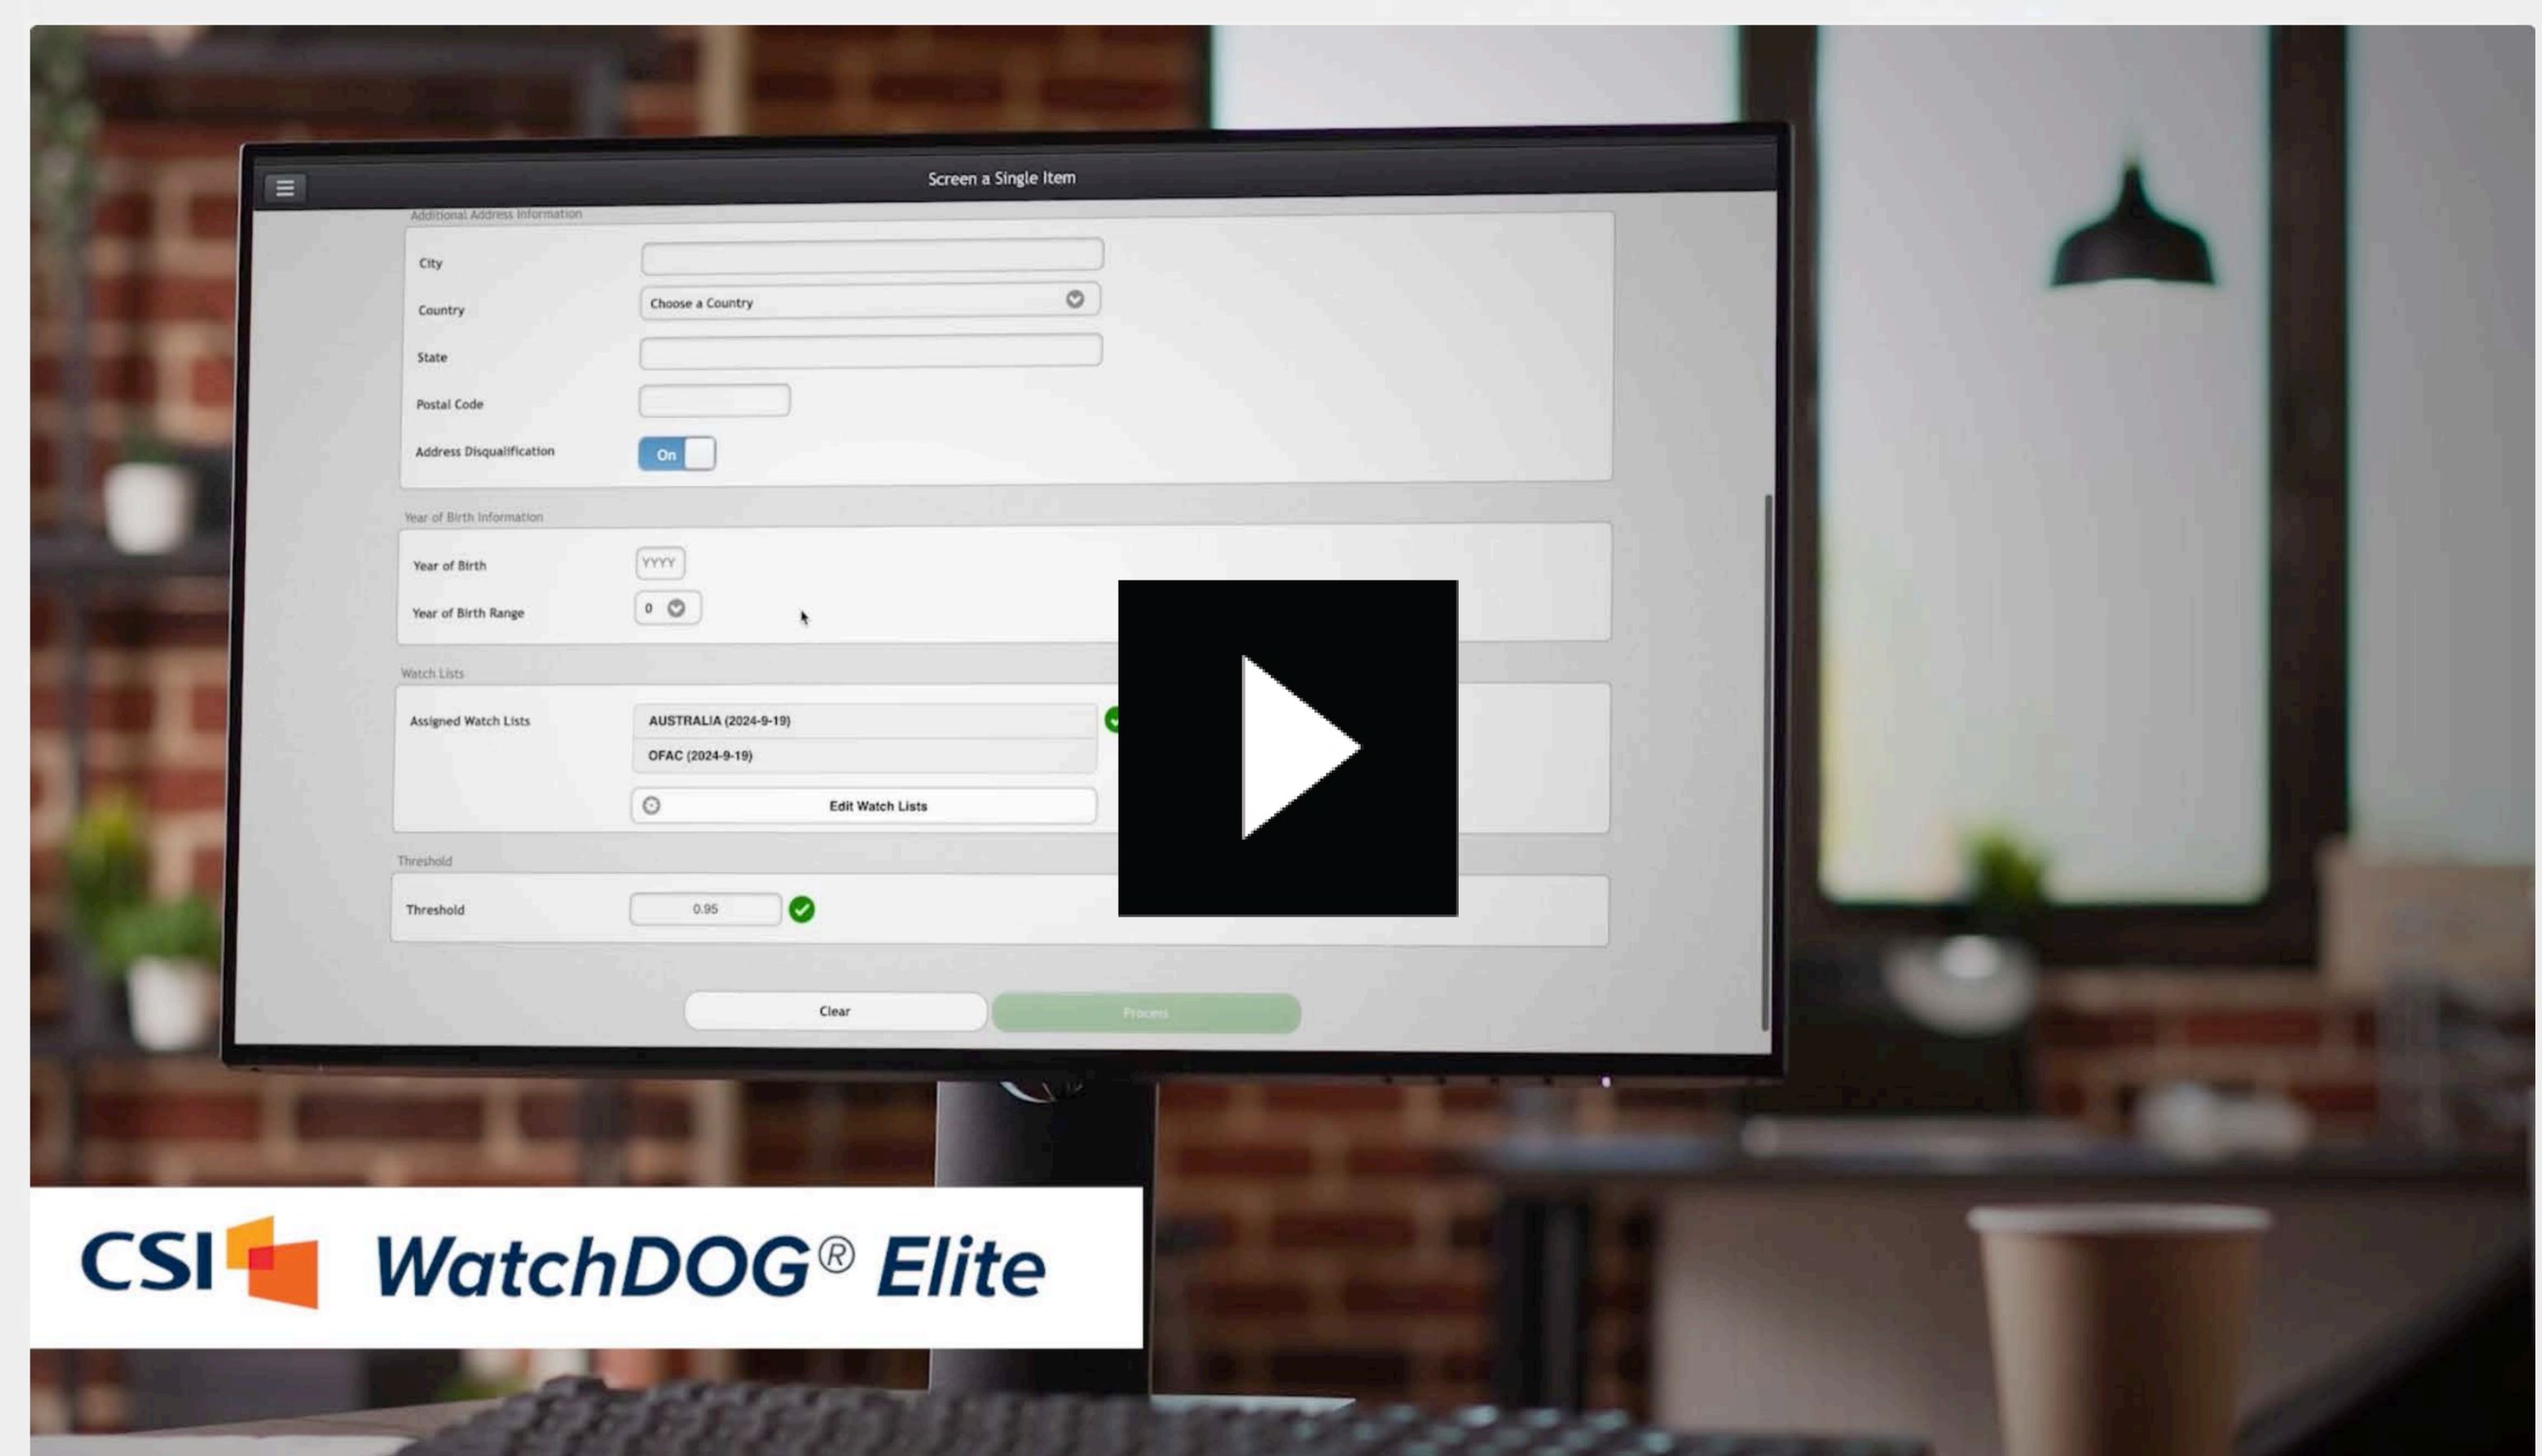 Screen a Single Item
Additional Address Information
City
Country Choose a Country
State
Postal Code
Address Disqualification On
Year of Birth Information
Year of Birth YYYY
Year of Birth Range 0
Watch Lists
Assigned Watch Lists AUSTRALIA (2024-9-19)
OFAC (2024-9-19)
Edit Watch Lists
Threshold
Threshold 0.95
Clear Process
CSI WatchDOG® Elite